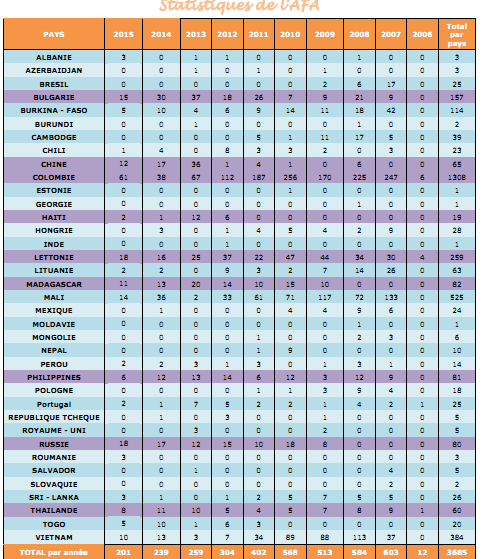 Statistiques de l'AFA
PAYS 2015 2014 2013 2012 2011 2010 2009 2008 2007 2006 Total par pays
ALBANIE 3 0 1 1 0 0 0 1 0 0 3
AZERBAIDJAN 0 0 1 0 1 0 1 0 0 0 3
BRESIL 0 0 0 0 0 0 2 6 17 0 25
BULGARIE 15 30 37 18 26 7 9 21 9 0 157
BURKINA - FASO 5 10 4 6 9 14 11 18 42 0 114
BURUNDI 0 0 1 0 0 0 0 1 0 0 2
CAMBODGE 0 0 0 0 5 1 11 17 5 0 39
CHILI 1 4 0 8 3 3 2 0 3 0 23
CHINE 12 17 36 1 4 1 0 6 0 0 65
COLOMBIE 61 38 67 112 187 256 170 225 247 6 1308
ESTONIE 0 0 0 0 0 1 0 0 0 0 1
GEORGIE 0 0 0 0 0 0 0 1 0 0 1
HAITI 2 1 12 6 0 0 0 0 0 0 19
HONGRIE 0 3 0 1 4 5 4 2 9 0 28
INDE 0 0 0 1 0 0 0 0 0 0 1
LETTONIE 18 16 25 37 22 47 44 34 30 4 259
LITUANIE 2 2 0 9 3 2 7 14 26 0 63
MADAGASCAR 11 13 20 14 10 15 10 0 0 0 82
MALI 14 36 2 33 61 71 117 72 133 0 525
MEXIQUE 0 1 0 0 0 4 4 9 6 0 24
MOLDAVIE 0 0 0 0 0 0 0 1 0 0 1
MONGOLIE 0 0 0 0 1 0 0 2 3 0 6
NEPAL 0 0 0 0 1 9 0 0 0 0 10
PEROU 2 2 3 1 3 0 1 3 1 0 14
PHILIPPINES 6 12 13 14 6 12 3 12 9 0 81
POLOGNE 0 0 0 0 1 1 3 9 4 0 18
Portugal 2 1 7 5 2 2 1 4 2 1 25
REPUBLIQUE TCHEQUE 0 1 0 3 0 0 1 0 0 0 5
ROYAUME - UNI 0 0 3 0 0 0 2 0 0 0 5
RUSSIE 18 17 12 15 10 18 8 0 0 0 80
ROUMANIE 3 0 0 0 0 0 0 0 0 0 3
SALVADOR 0 0 1 0 0 0 0 0 4 0 5
SLOVAQUIE 0 0 0 0 0 0 0 0 2 0 2
SRI - LANKA 3 1 0 1 2 5 7 5 5 0 26
THAILANDE 8 11 10 5 4 5 7 8 9 1 60
TOGO 5 10 1 6 3 0 0 0 0 0 20
VIETNAM 10 13 3 7 34 89 88 113 37 0 384
TOTAL par année 201 239 259 304 402 568 513 584 603 12 3685